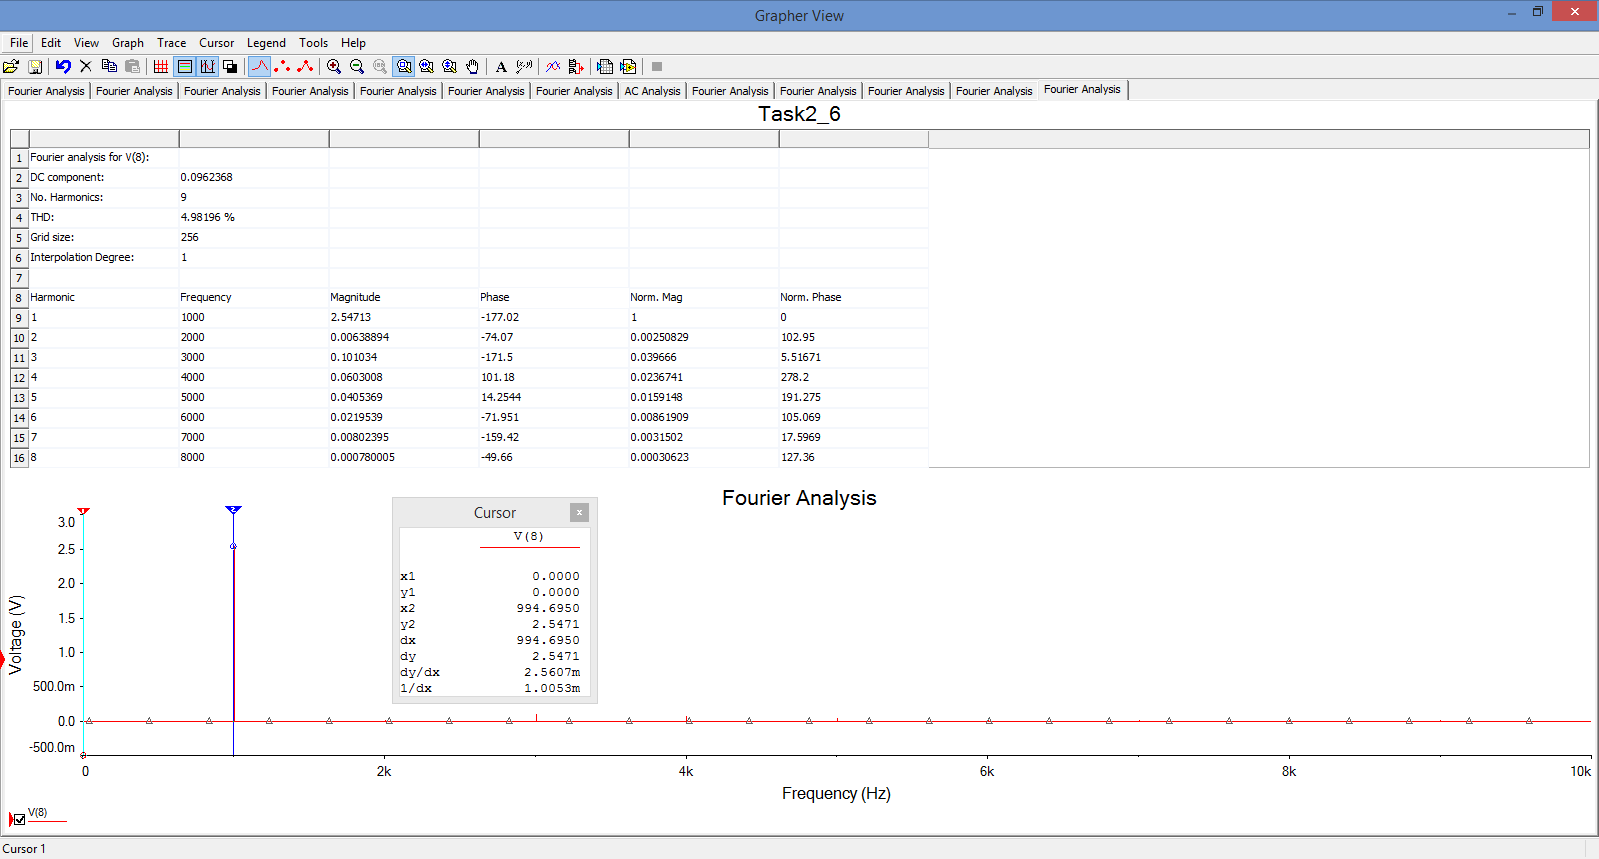 Grapher View
File Edit View Graph Trace Cursor Legend Tools Help
Fourier Analysis Fourier Analysis Fourier Analysis Fourier Analysis Fourier Analysis Fourier Analysis Fourier Analysis AC Analysis Fourier Analysis Fourier Analysis Fourier Analysis Fourier Analysis Fourier Analysis
Task2_6
1 Fourier analysis for V(8):
2 DC component: 0.0962368
3 No. Harmonics: 9
4 THD: 4.98196 %
5 Grid size: 256
6 Interpolation Degree: 1
7
8 Harmonic Frequency Magnitude Phase Norm. Mag Norm. Phase
9 1 1000 2.54713 -177.02 1 0
10 2 2000 0.00638894 -74.07 0.00250829 102.95
11 3 3000 0.101034 -171.5 0.039666 5.51671
12 4 4000 0.0603008 101.18 0.0236741 278.2
13 5 5000 0.0405369 14.2544 0.0159148 191.275
14 6 6000 0.0219539 -71.951 0.00861909 105.069
15 7 7000 0.00802395 -159.42 0.0031502 17.5969
16 8 8000 0.000780005 -49.66 0.00030623 127.36
Fourier Analysis
Voltage (V)
3.0
2.5
2.0
1.5
1.0
500.0m
0.0
-500.0m
Cursor
V(8)
x1 0.0000
y1 0.0000
x2 994.6950
y2 2.5471
dx 994.6950
dy 2.5471
dy/dx 2.5607m
1/dx 1.0053m
0 2k 4k 6k 8k 10k
Frequency (Hz)
V(8)
Cursor 1